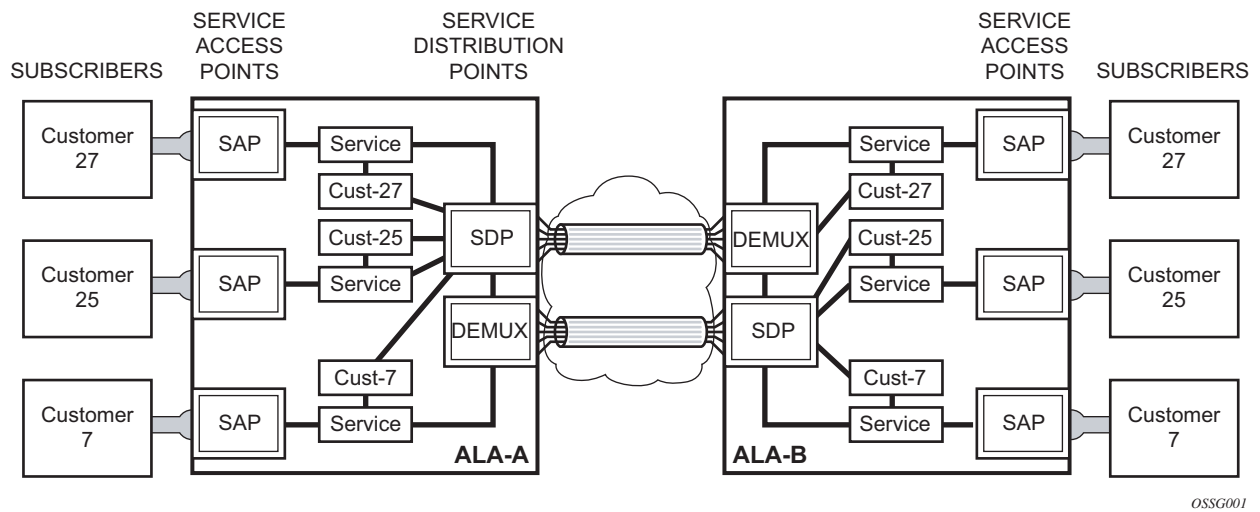 SERVICE
ACCESS
POINTS
SERVICE
DISTRIBUTION
POINTS
SERVICE
ACCESS
POINTS
SUBSCRIBERS
SUBSCRIBERS
Customer
27
SAP
Service
Cust-27
Cust-25
Customer
25
SAP
Service
SDP
DEMUX
Cust-7
Customer
7
SAP
Service
ALA-A
DEMUX
SDP
Service
Cust-27
Cust-25
Service
Cust-7
Service
ALA-B
SAP
Customer
27
SAP
Customer
25
SAP
Customer
7
OSSG001